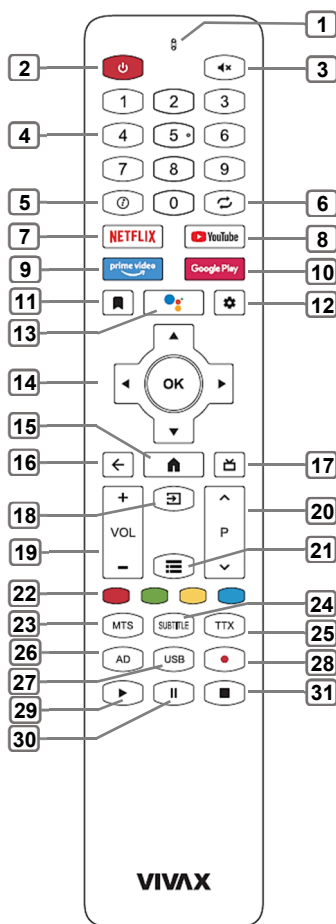 1
2
3
1 2 3
4
4 5 6
7 8 9
5
i 0
6
7
NETFLIX
YouTube
8
9
prime video
Google Play
10
11
12
13
14
OK
15
16
17
18
+
19
VOL
P
20
−
21
22
23
MTS SUBTITLE TTX
24
25
26
AD USB
27
28
29
30
31
VIVAX